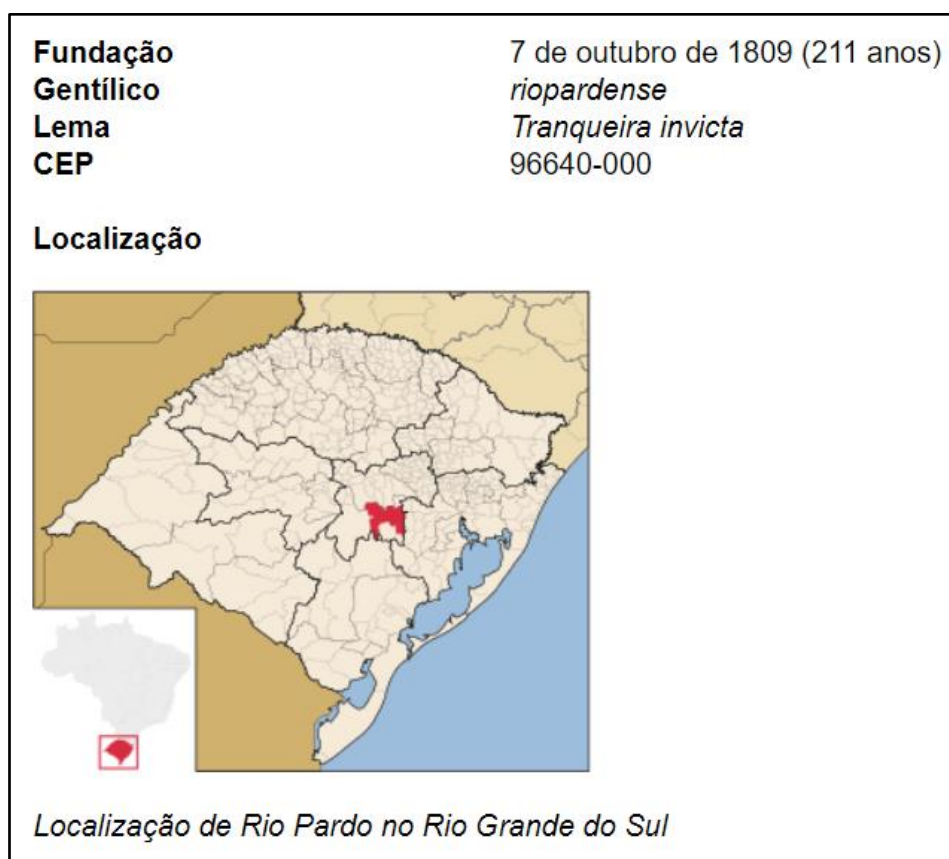 Fundação 7 de outubro de 1809 (211 anos)
Gentílico riopardense
Lema Tranqueira invicta
CEP 96640-000
Localização
Localização de Rio Pardo no Rio Grande do Sul